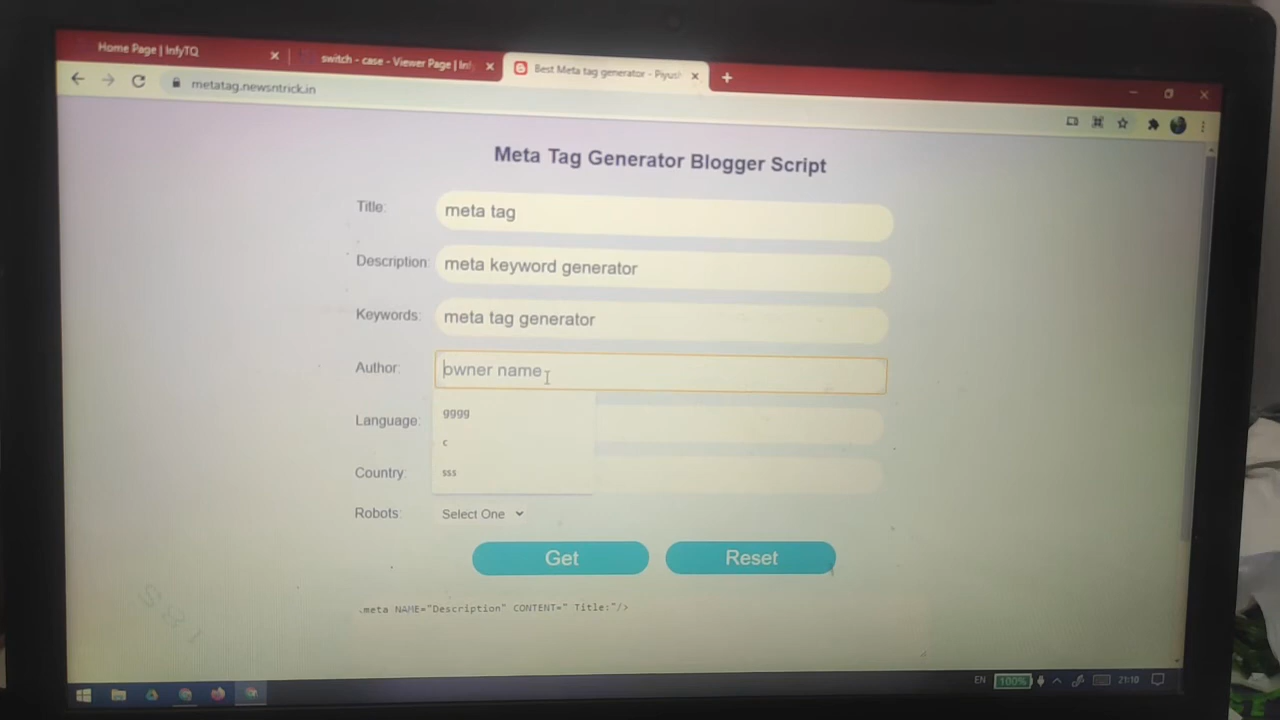 Home Page | InfyTQ
switch - case - Viewer Page | Inf
Best Meta tag generator - Piyush
metatag.newsntrick.in
Meta Tag Generator Blogger Script
Title: meta tag
Description: meta keyword generator
Keywords: meta tag generator
Author: owner name
gggg
Language:
c
Country:
sss
Robots: Select One
Get Reset
.meta NAME="Description" CONTENT=" Title:"/>
EN 100% 21:10